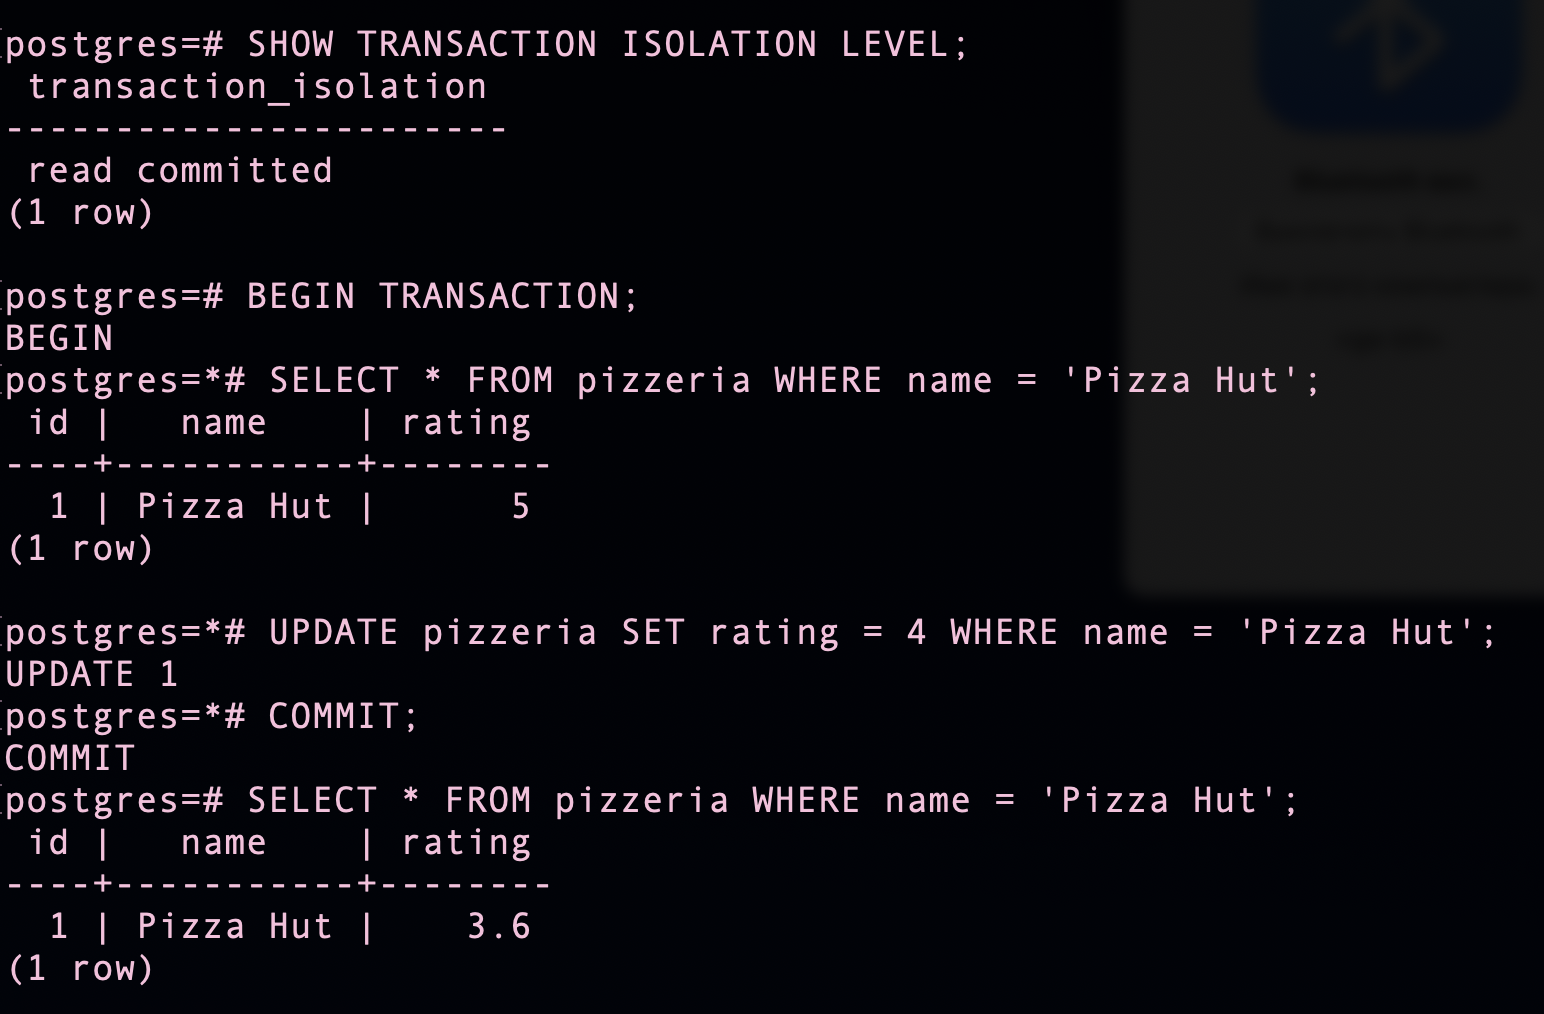 postgres=# SHOW TRANSACTION ISOLATION LEVEL;
 transaction_isolation
-----------------------
 read committed
(1 row)

postgres=# BEGIN TRANSACTION;
BEGIN
postgres=*# SELECT * FROM pizzeria WHERE name = 'Pizza Hut';
 id |   name    | rating
----+-----------+--------
  1 | Pizza Hut |      5
(1 row)

postgres=*# UPDATE pizzeria SET rating = 4 WHERE name = 'Pizza Hut';
UPDATE 1
postgres=*# COMMIT;
COMMIT
postgres=# SELECT * FROM pizzeria WHERE name = 'Pizza Hut';
 id |   name    | rating
----+-----------+--------
  1 | Pizza Hut |    3.6
(1 row)